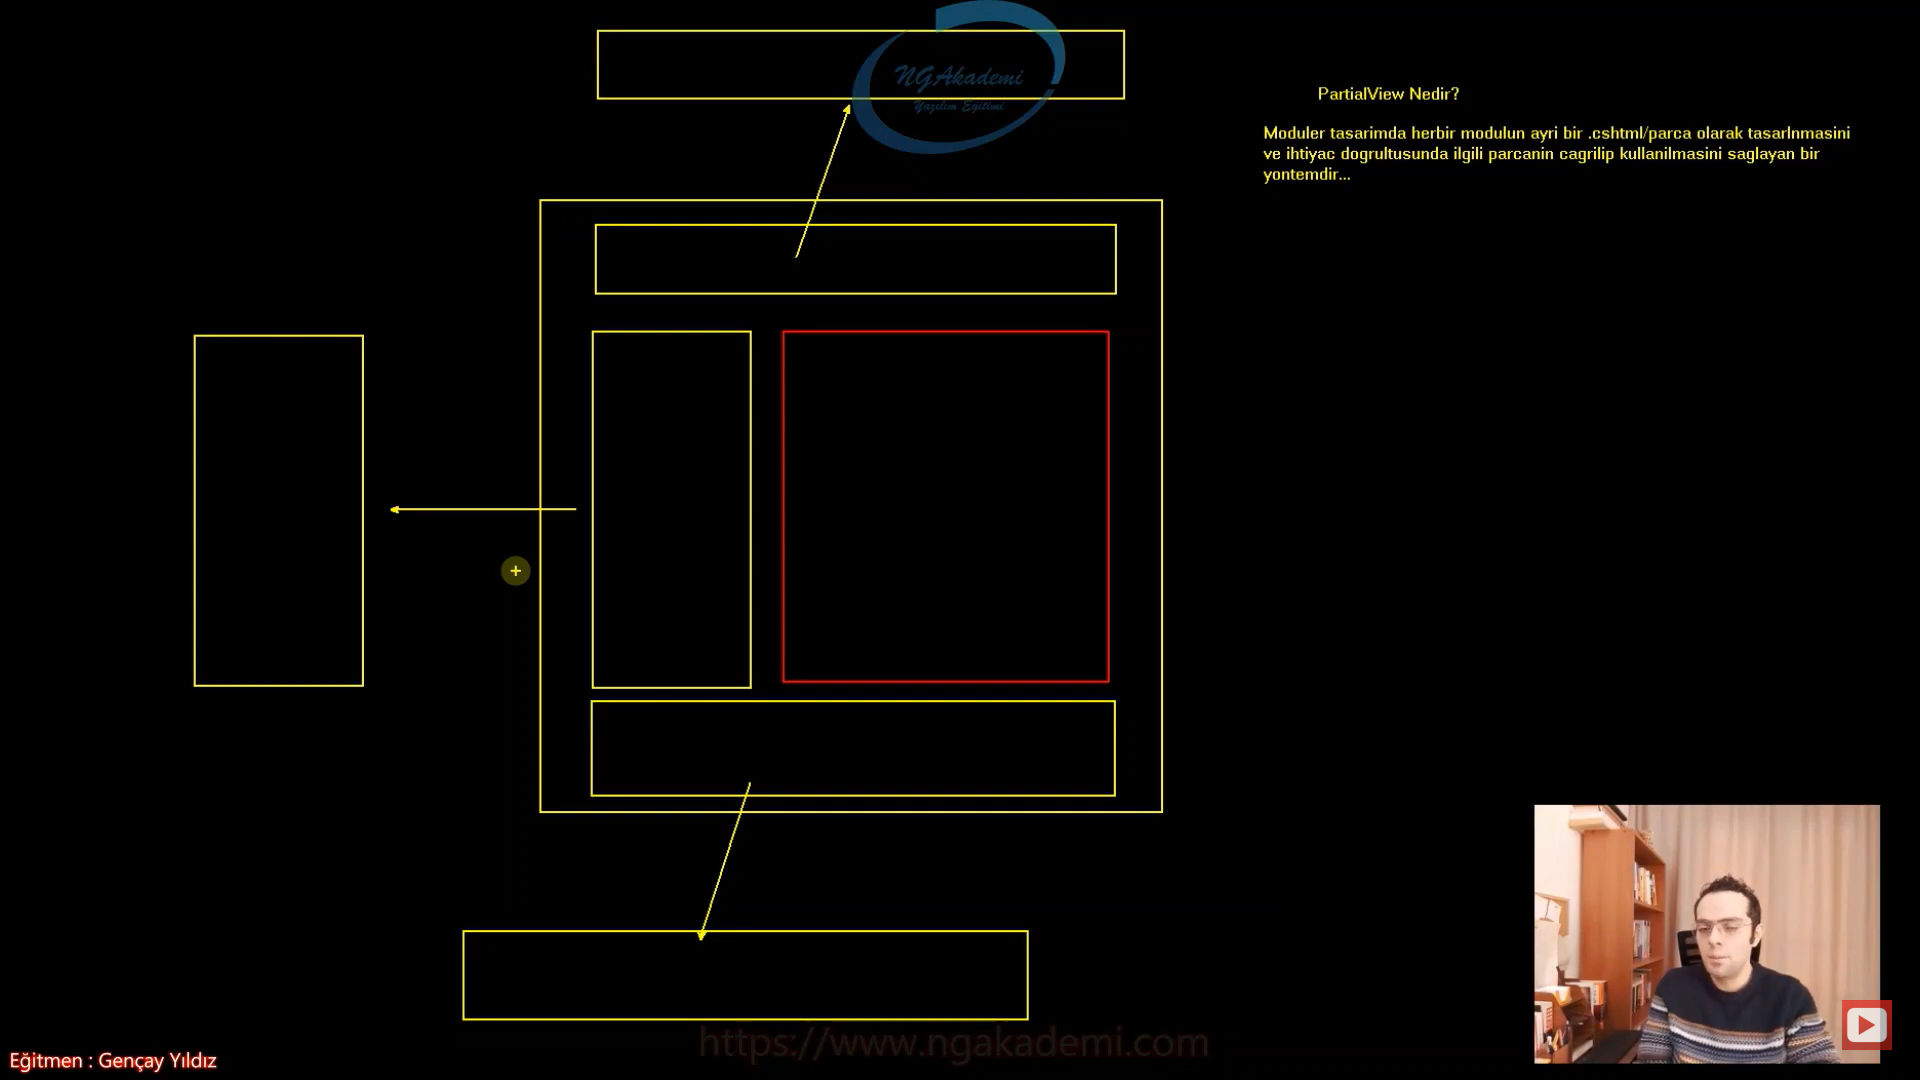 NGAkademi
Yazılım Eğitimi
PartialView Nedir?
Moduler tasarimda herbir modulun ayri bir .cshtml/parca olarak tasarlnmasini
ve ihtiyac dogrultusunda ilgili parcanin cagrilip kullanilmasini saglayan bir
yontemdir...
https://www.ngakademi.com
Eğitmen : Gençay Yıldız